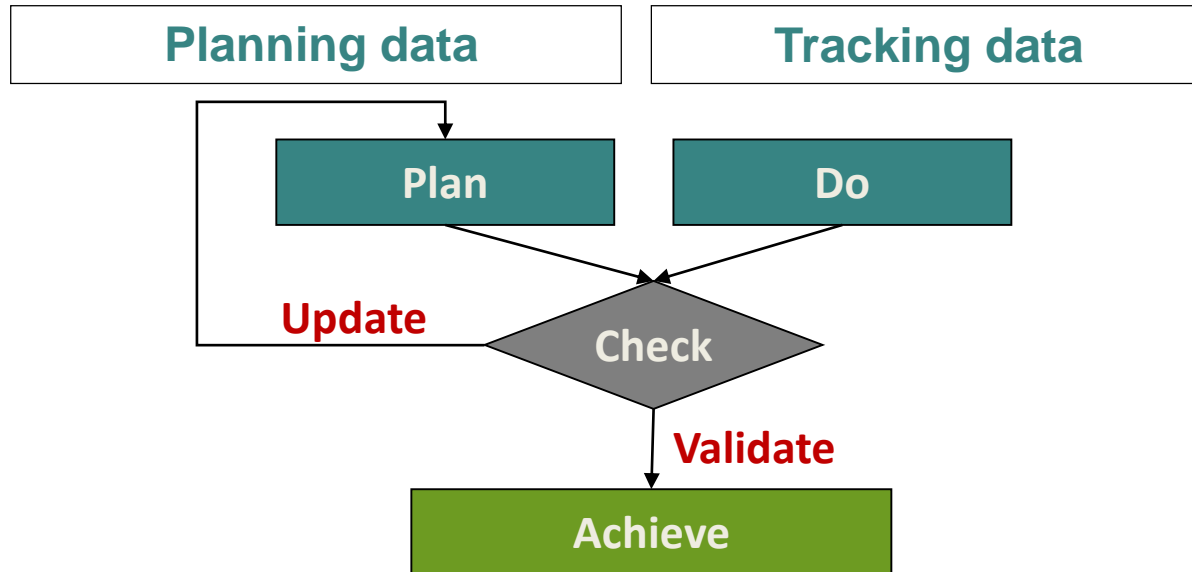 Planning data
Tracking data
Plan
Do
Update
Check
Validate
Achieve